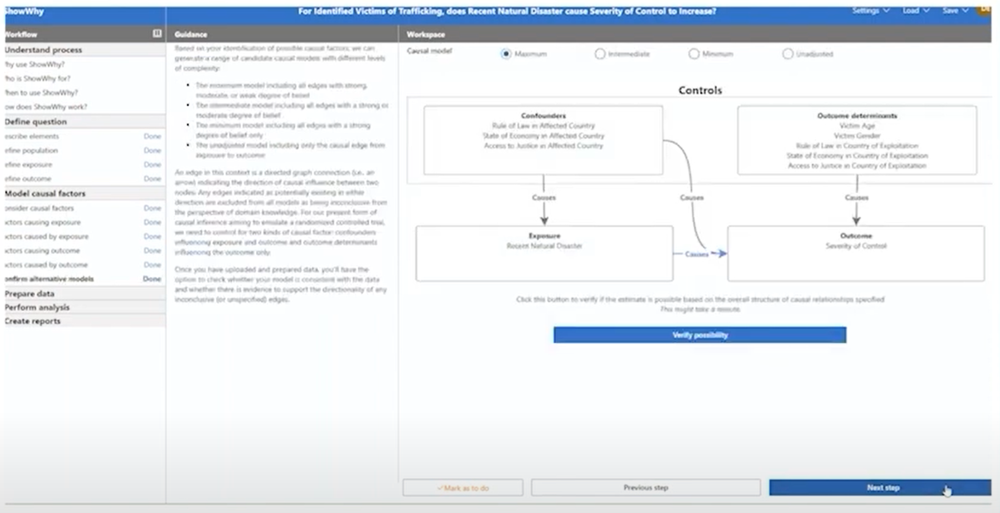 ShowWhy
For Identified Victims of Trafficking, does Recent Natural Disaster cause Severity of Control to Increase?
Settings
Load
Save
Workflow
Guidance
Workspace
Understand process
hy use ShowWhy?
ho is ShowWhy for?
hen to use ShowWhy?
ow does ShowWhy work?
Define question
escribe elements Done
efine population Done
efine exposure Done
efine outcome Done
Model causal factors
onsider causal factors Done
ctors causing exposure Done
ctors caused by exposure Done
ctors causing outcome Done
ctors caused by outcome Done
onfirm alternative models Done
Prepare data
Perform analysis
Create reports
Based on your identification of possible causal factors, we can
generate a range of candidate causal models with different levels
of complexity:
• The maximum model including all edges with strong,
moderate, or weak degree of belief
• The intermediate model including all edges with a strong or
moderate degree of belief
• The minimum model including all edges with a strong
degree of belief only
• The unadjusted model including only the causal edge from
exposure to outcome
An edge in this context is a directed graph connection (i.e., an
arrow) indicating the direction of causal influence between two
nodes. Any edges indicated as potentially existing in either
direction are excluded from all models as being inconclusive from
the perspective of domain knowledge. For our present form of
causal inference aiming to emulate a randomized controlled trial,
we need to control for two kinds of causal factor: confounders
influencing exposure and outcome and outcome determinants
influencing the outcome only.
Once you have uploaded and prepared data, you'll have the
option to check whether your model is consistent with the data
and whether there is evidence to support the directionality of any
inconclusive (or unspecified) edges.
Causal model
Maximum
Intermediate
Minimum
Unadjusted
Controls
Confounders
Rule of Law in Affected Country
State of Economy in Affected Country
Access to Justice in Affected Country
Outcome determinants
Victim Age
Victim Gender
Rule of Law in Country of Exploitation
State of Economy in Country of Exploitation
Access to Justice in Country of Exploitation
Causes
Causes
Causes
Exposure
Recent Natural Disaster
Causes
Outcome
Severity of Control
Click this button to verify if the estimate is possible based on the overall structure of causal relationships specified
This might take a minute.
Verify possibility
✓Mark as to do
Previous step
Next step